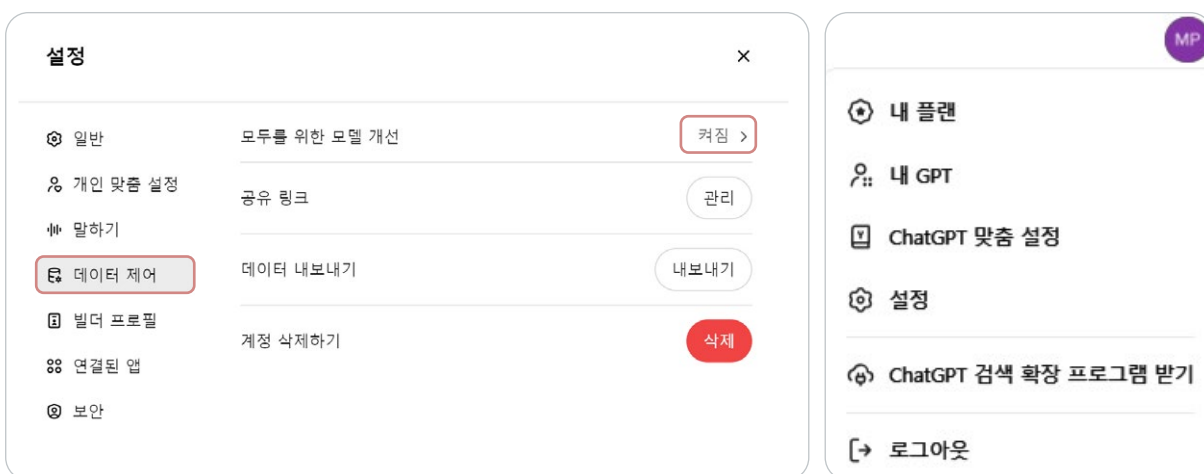 설정
일반
개인 맞춤 설정
말하기
데이터 제어
빌더 프로필
연결된 앱
보안
모두를 위한 모델 개선
켜짐
공유 링크
관리
데이터 내보내기
내보내기
계정 삭제하기
삭제
MP
내 플랜
내 GPT
ChatGPT 맞춤 설정
설정
ChatGPT 검색 확장 프로그램 받기
로그아웃